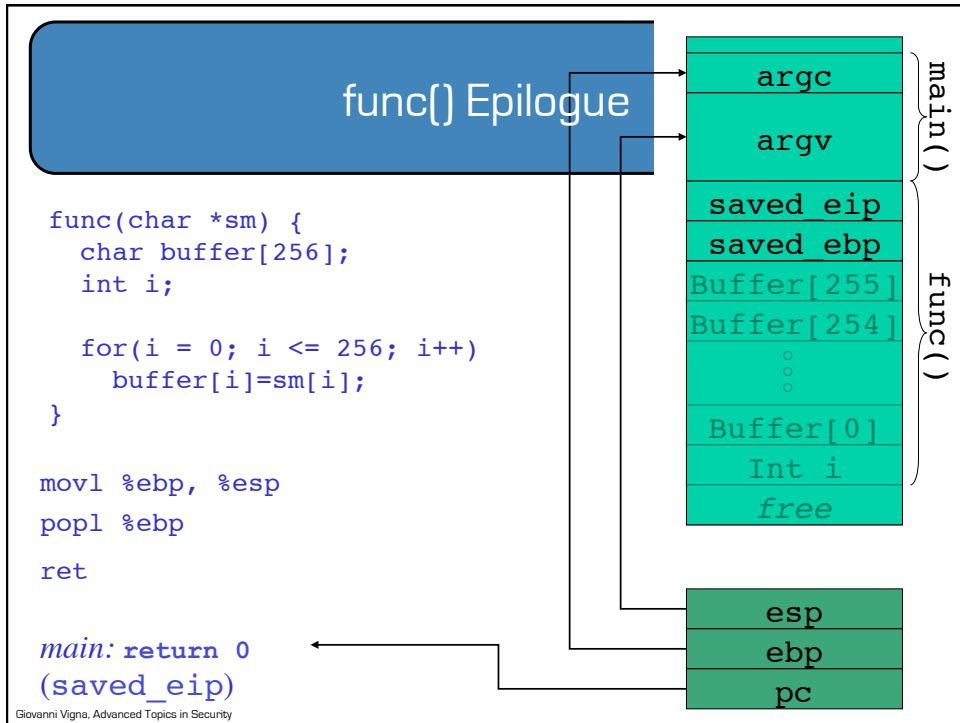 func() Epilogue
func(char *sm) {
char buffer[256];
int i;
for(i = 0; i <= 256; i++)
buffer[i]=sm[i];
}
movl %ebp, %esp
popl %ebp
ret
main: return 0
(saved_eip)
Giovanni Vigna, Advanced Topics in Security
argc
argv
saved_eip
saved_ebp
Buffer[255]
Buffer[254]
Buffer[0]
Int i
free
main()
func()
esp
ebp
pc